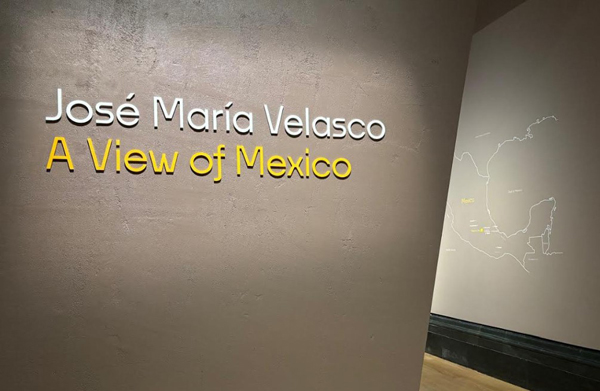 José María Velasco
A View of Mexico